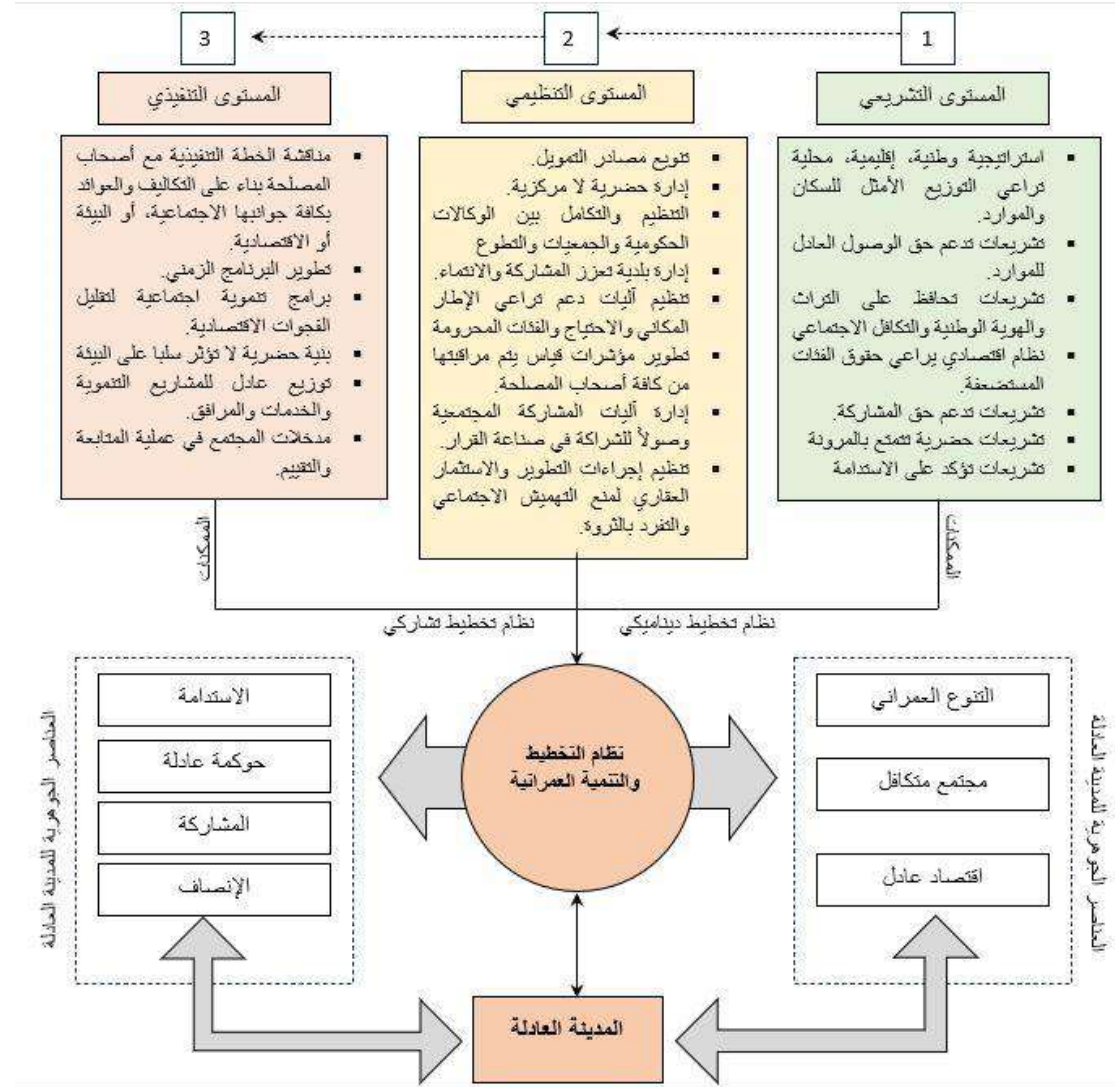 1
2
3
المستوى التشريعي
المستوى التنظيمي
المستوى التنفيذي
▪ استراتيجية وطنية، إقليمية، محلية
تراعي التوزيع الأمثل للسكان
والموارد.
▪ تشريعات تدعم حق الوصول العادل
للموارد.
▪ تشريعات تحافظ على التراث
والهوية الوطنية والتكافل الاجتماعي
▪ نظام اقتصادي يراعي حقوق الفئات
المستضعفة.
▪ تشريعات تدعم حق المشاركة.
▪ تشريعات حضرية تتمتع بالمرونة
▪ تشريعات تؤكد على الاستدامة
▪ تنويع مصادر التمويل.
▪ إدارة حضرية لا مركزية.
▪ التنظيم والتكامل بين الوكالات
الحكومية والجمعيات والتطوع
▪ إدارة بلدية تعزز المشاركة والانتماء.
▪ تنظيم آليات دعم تراعي الإطار
المكاني والاحتياج والفئات المحرومة
▪ تطوير مؤشرات قياس يتم مراقبتها
من كافة أصحاب المصلحة.
▪ إدارة آليات المشاركة المجتمعية
وصولاً للشراكة في صناعة القرار.
▪ تنظيم إجراءات التطوير والاستثمار
العقاري لمنع التهميش الاجتماعي
والتفرد بالثروة.
▪ مناقشة الخطة التنفيذية مع أصحاب
المصلحة بناء على التكاليف والعوائد
بكافة جوانبها الاجتماعية، أو البيئة
أو الاقتصادية.
▪ تطوير البرنامج الزمني.
▪ برامج تنموية اجتماعية لتقليل
الفجوات الاقتصادية.
▪ بنية حضرية لا تؤثر سلبا على البيئة
▪ توزيع عادل للمشاريع التنموية
والخدمات والمرافق.
▪ مدخلات المجتمع في عملية المتابعة
والتقييم.
الممكنات
الممكنات
نظام تخطيط ديناميكي
نظام تخطيط تشاركي
العناصر الجوهرية للمدينة العادلة
التنوع العمراني
مجتمع متكافل
اقتصاد عادل
نظام التخطيط
والتنمية العمرانية
الاستدامة
حوكمة عادلة
المشاركة
الإنصاف
العناصر الجوهرية للمدينة العادلة
المدينة العادلة